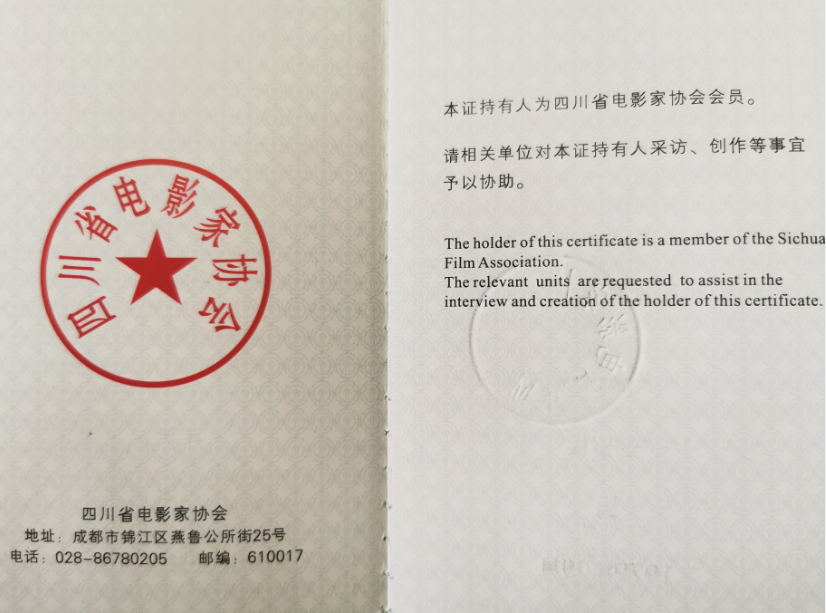 四川省电影家协会
四川省电影家协会
地址：成都市锦江区燕鲁公所街25号
电话：028-86780205 邮编：610017
本证持有人为四川省电影家协会会员。
请相关单位对本证持有人采访、创作等事宜
予以协助。
The holder of this certificate is a member of the Sichua
Film Association.
The relevant units are requested to assist in the
interview and creation of the holder of this certificate.